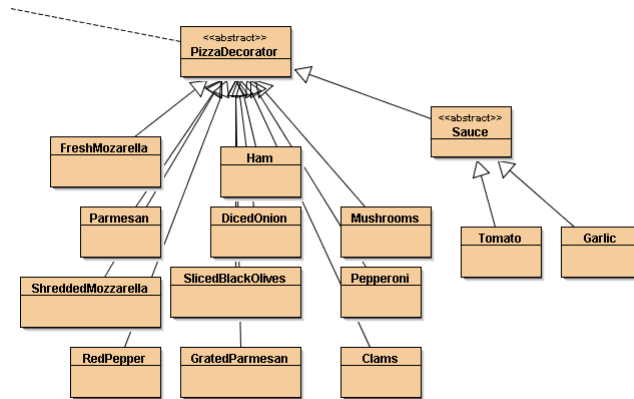 <<abstract>>
PizzaDecorator
<<abstract>>
Sauce
FreshMozarella
Ham
Parmesan
DicedOnion
Mushrooms
Tomato
Garlic
ShreddedMozzarella
SlicedBlackOlives
Pepperoni
RedPepper
GratedParmesan
Clams